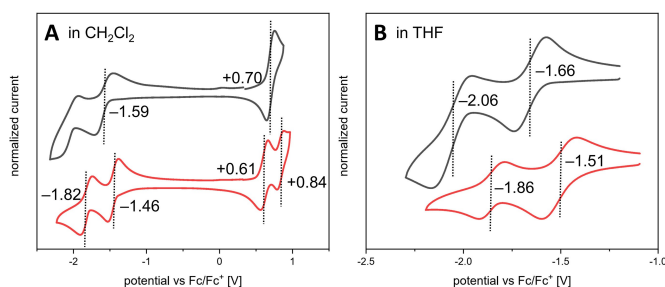 A in CH₂Cl₂
normalized current
+0.70
−1.59
+0.61
−1.82
−1.46
+0.84
-2 -1 0 1
potential vs Fc/Fc⁺ [V]
B in THF
normalized current
−1.66
−2.06
−1.51
−1.86
-2.5 -2.0 -1.5 -1.0
potential vs Fc/Fc⁺ [V]